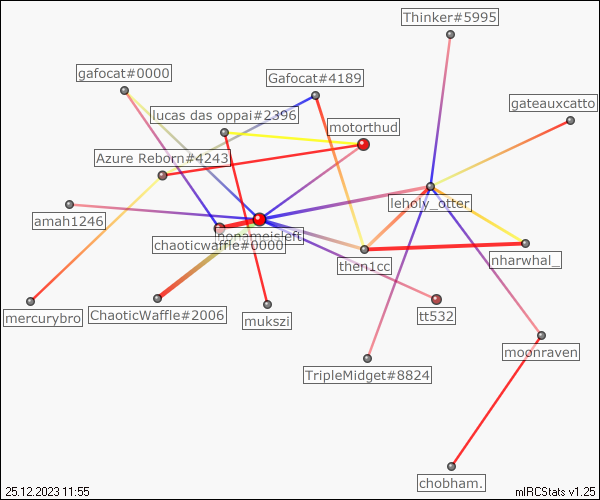 Thinker#5995
gafocat#0000
Gafocat#4189
gateauxcatto
lucas das oppai#2396
motorthud
Azure Reborn#4243
leholy_otter
amah1246
nonameisleft
chaoticwaffle#0000
then1cc
nharwhal_
ChaoticWaffle#2006
mercurybro
mukszi
tt532
moonraven
TripleMidget#8824
chobham.
25.12.2023 11:55
mIRCStats v1.25